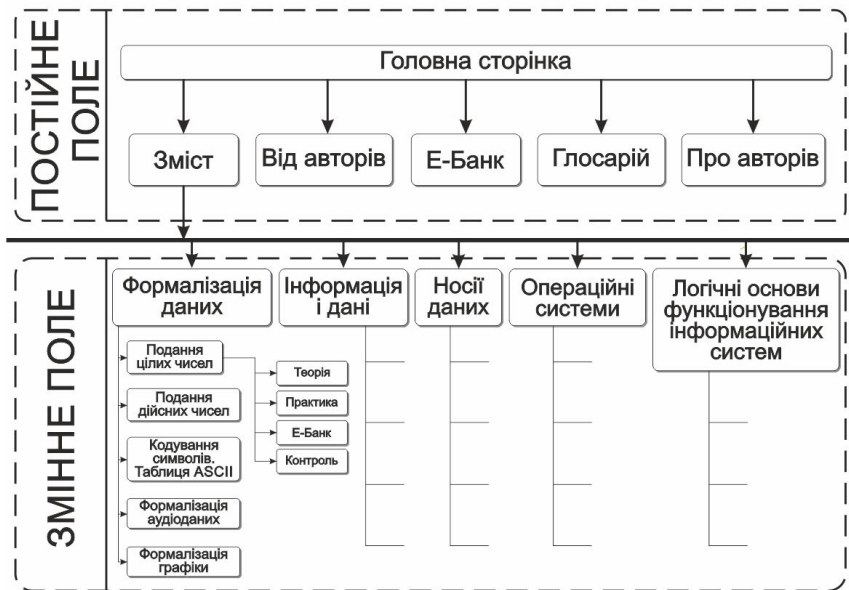 ПОСТІЙНЕ
ПОЛЕ
Головна сторінка
Зміст
Від авторів
Е-Банк
Глосарій
Про авторів
ЗМІННЕ ПОЛЕ
Формалізація
даних
Інформація
і дані
Носії
даних
Операційні
системи
Логічні основи
функціонування
інформаційних
систем
Подання
цілих чисел
Подання
дійсних чисел
Кодування
символів.
Таблиця ASCII
Формалізація
аудіоданих
Формалізація
графіки
Теорія
Практика
Е-Банк
Контроль